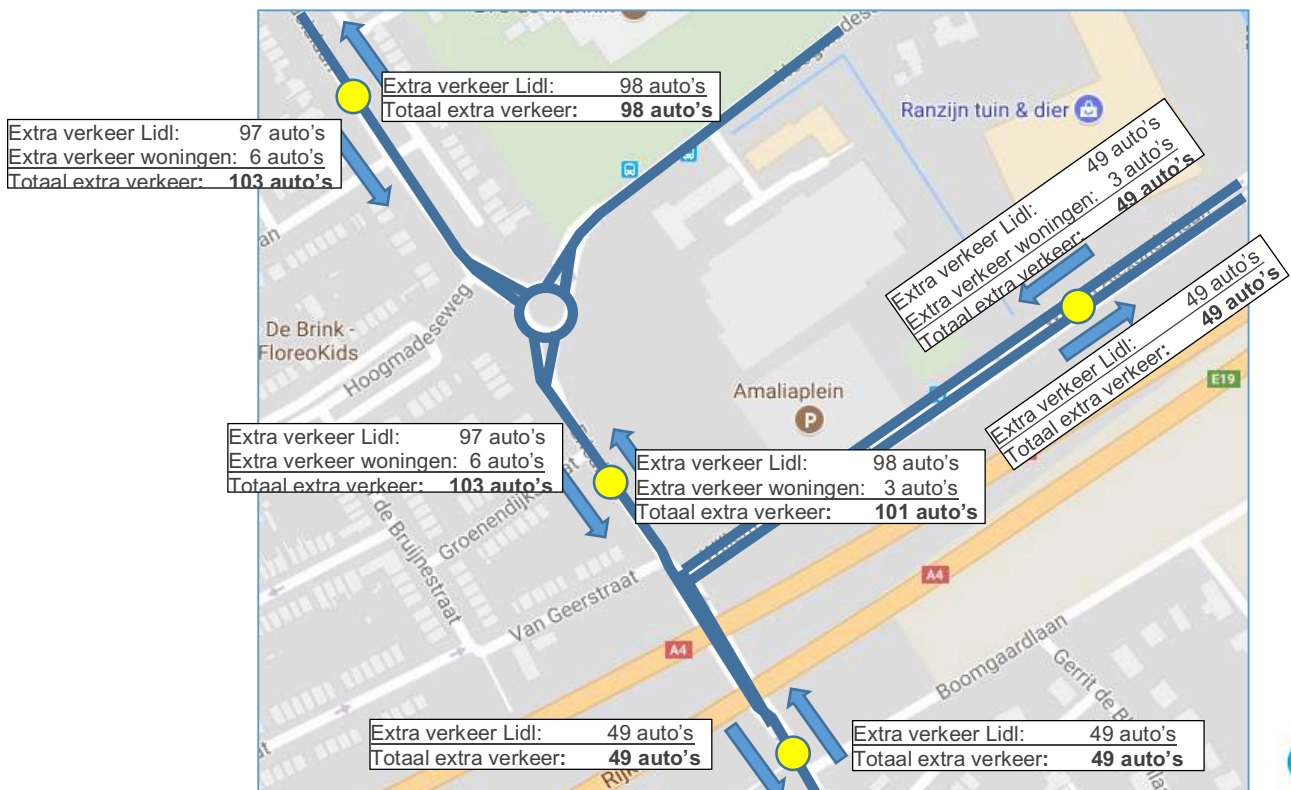 Extra verkeer Lidl: 98 auto's
Totaal extra verkeer: 98 auto's
Extra verkeer Lidl: 97 auto's
Extra verkeer woningen: 6 auto's
Totaal extra verkeer: 103 auto's
Ranzijn tuin & dier
Extra verkeer Lidl: 49 auto's
Extra verkeer woningen: 3 auto's
Totaal extra verkeer: 49 auto's
Extra verkeer Lidl: 49 auto's
Totaal extra verkeer: 49 auto's
De Brink -
FloreoKids
Hoogmadeseweg
E19
Amaliaplein
P
Extra verkeer Lidl: 97 auto's
Extra verkeer woningen: 6 auto's
Totaal extra verkeer: 103 auto's
Extra verkeer Lidl: 98 auto's
Extra verkeer woningen: 3 auto's
Totaal extra verkeer: 101 auto's
de Bruijnestraat
Van Geerstraat
A4
A4
Boomgaardlaan
Extra verkeer Lidl: 49 auto's
Totaal extra verkeer: 49 auto's
Extra verkeer Lidl: 49 auto's
Totaal extra verkeer: 49 auto's